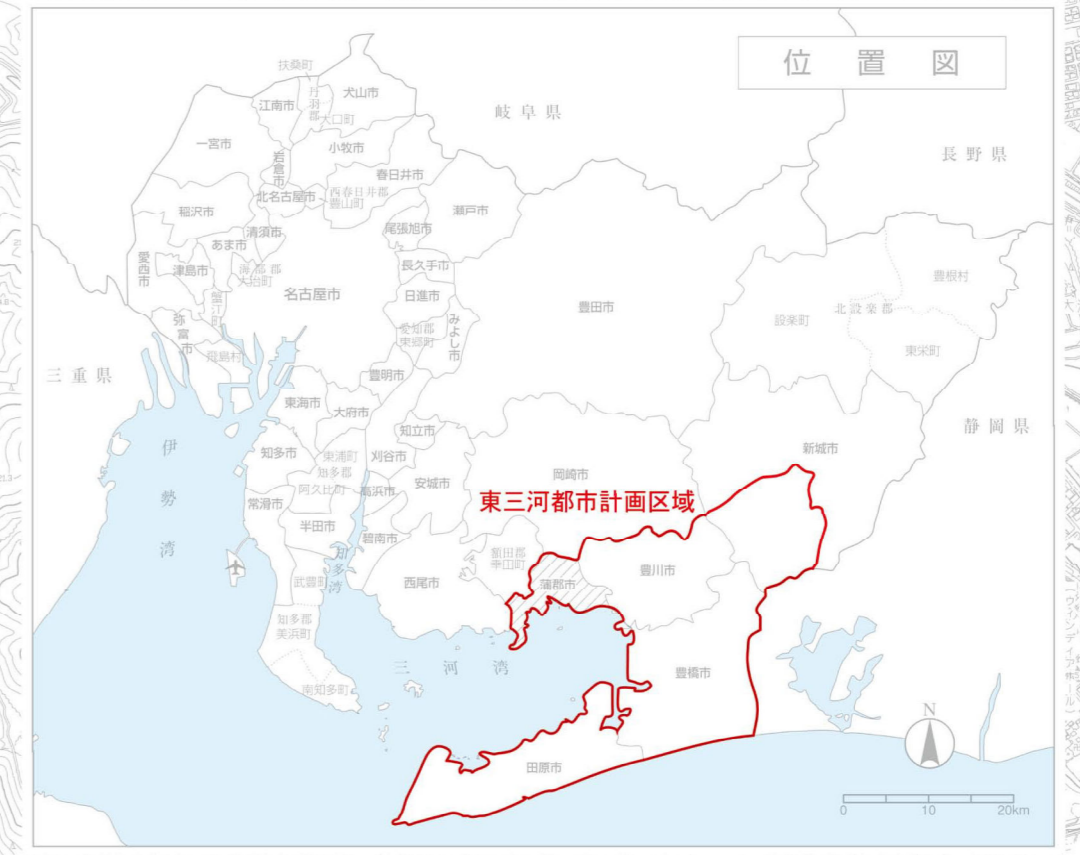 位置図
扶桑町
犬山市
江南市
丹羽郡
大口町
岐阜県
一宮市
小牧市
長野県
岩倉市
春日井市
北名古屋市
西春日井郡
豊山町
瀬戸市
稲沢市
清須市
尾張旭市
あま市
愛西市
津島市
海部郡
大治町
長久手市
豊根村
名古屋市
日進市
豊田市
北設楽郡
蟹江町
設楽町
弥富市
愛知郡
東郷町
みよし市
飛島村
東栄町
三重県
豊明市
東海市
大府市
静岡県
知立市
伊勢湾
知多市
東浦町
刈谷市
新城市
知多郡
岡崎市
安城市
阿久比町
高浜市
常滑市
東三河都市計画区域
半田市
碧南市
額田郡
幸田町
知多湾
武豊町
西尾市
蒲郡市
豊川市
知多郡
美浜町
三河湾
豊橋市
南知多町
田原市
N
0
10
20km